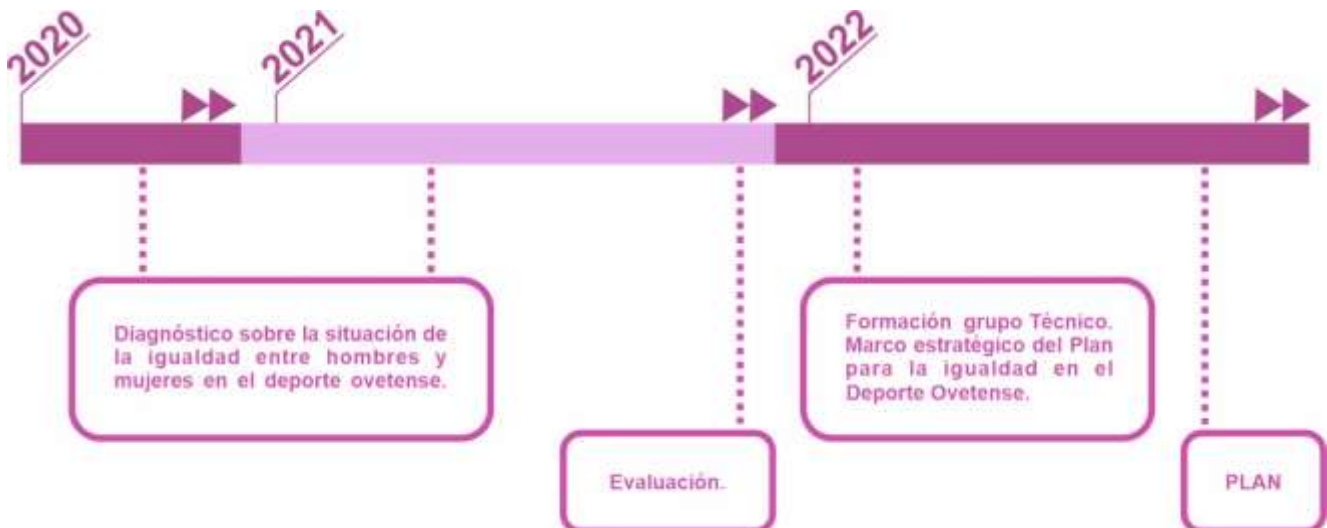 2020
2021
2022
Diagnóstico sobre la situación de
la igualdad entre hombres y
mujeres en el deporte ovetense.
Formación grupo Técnico.
Marco estratégico del Plan
para la igualdad en el
Deporte Ovetense.
Evaluación.
PLAN